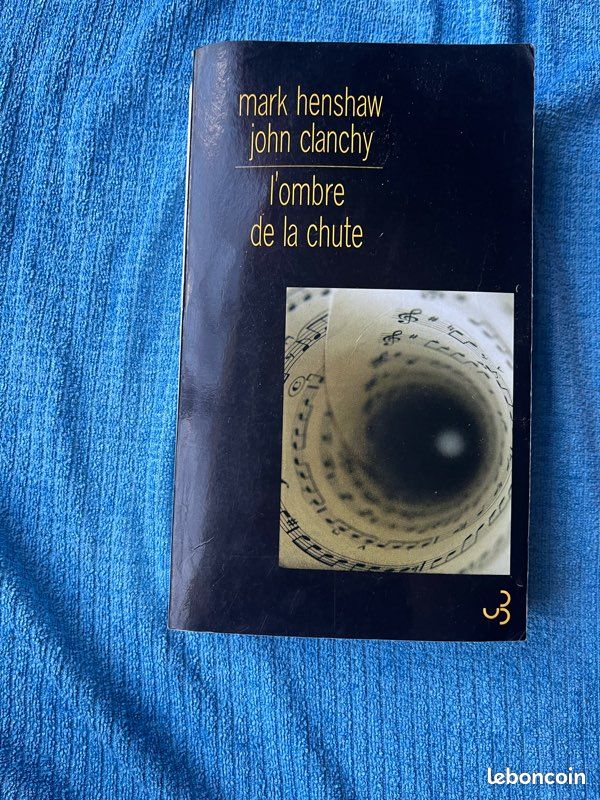 mark henshaw
john clanchy
l'ombre
de la chute
leboncoin